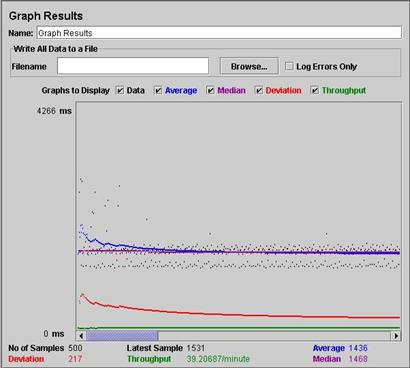 Graph Results
Name: Graph Results
Write All Data to a File
Filename Browse... Log Errors Only
Graphs to Display Data Average Median Deviation Throughput
4266 ms
0 ms
No of Samples 500 Latest Sample 1531 Average 1436
Deviation 217 Throughput 39.20687/minute Median 1468